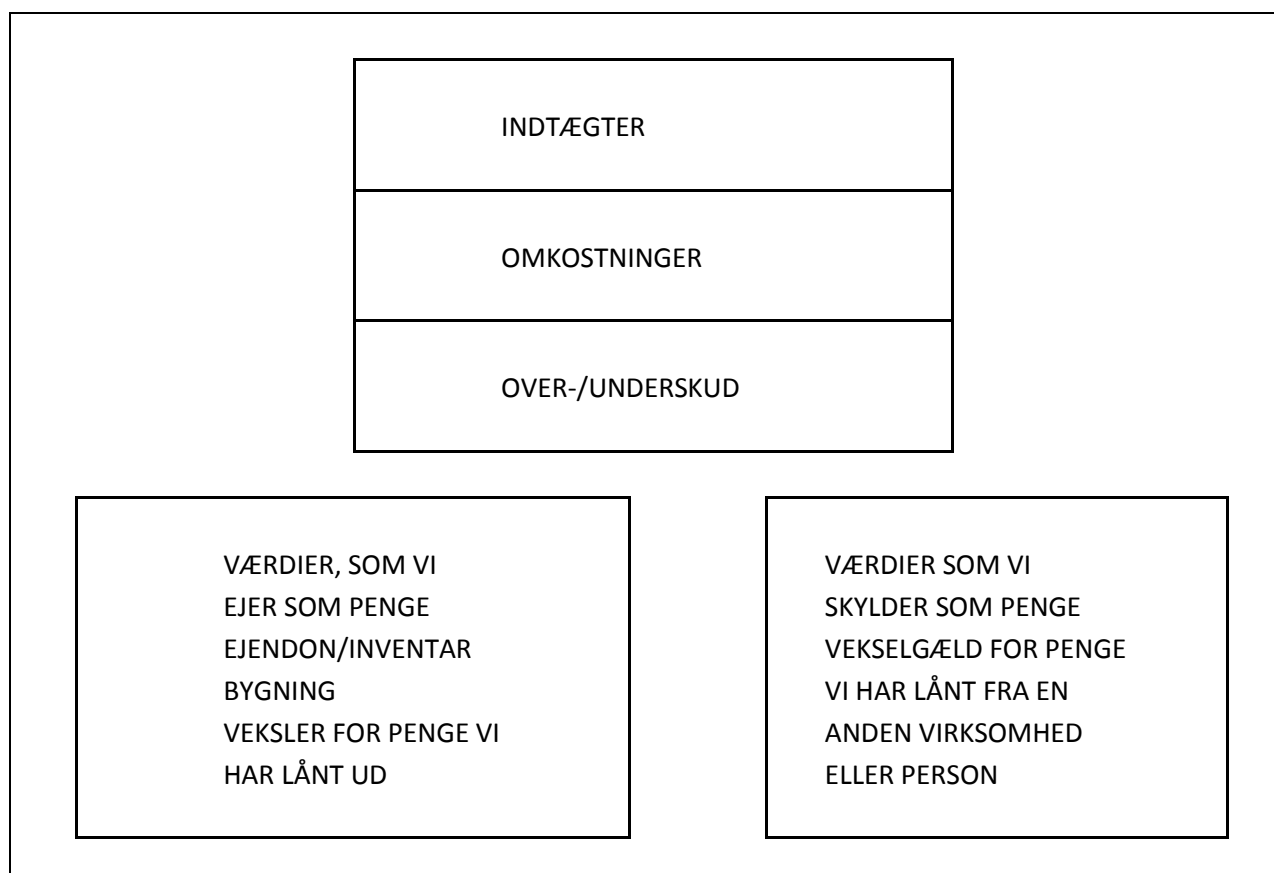 INDTÆGTER
OMKOSTNINGER
OVER-/UNDERSKUD
VÆRDIER, SOM VI
EJER SOM PENGE
EJENDON/INVENTAR
BYGNING
VEKSLER FOR PENGE VI
HAR LÅNT UD
VÆRDIER SOM VI
SKYLDER SOM PENGE
VEKSELGÆLD FOR PENGE
VI HAR LÅNT FRA EN
ANDEN VIRKSOMHED
ELLER PERSON